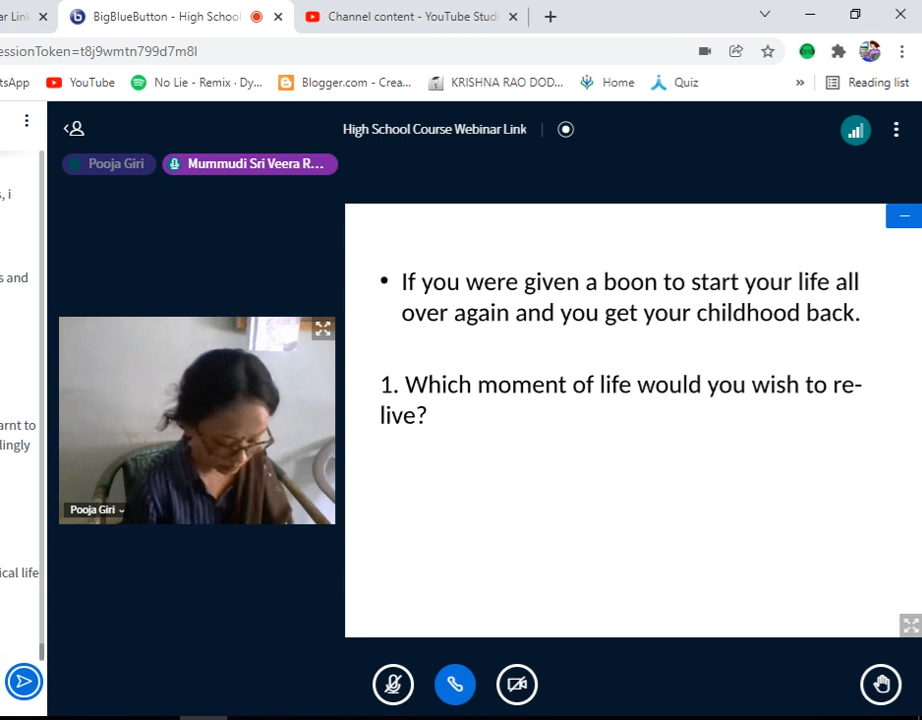 ar Link
BigBlueButton - High School
Channel content - YouTube Studi
essionToken=t8j9wmtn799d7m8l
tsApp
YouTube
No Lie - Remix · Dy...
Blogger.com - Crea...
KRISHNA RAO DOD...
Home
Quiz
»
Reading list
High School Course Webinar Link
Pooja Giri
Mummudi Sri Veera R...
s, i
s and
arnt to
lingly
ical life
• If you were given a boon to start your life all
over again and you get your childhood back.
1. Which moment of life would you wish to re-
live?
Pooja Giri